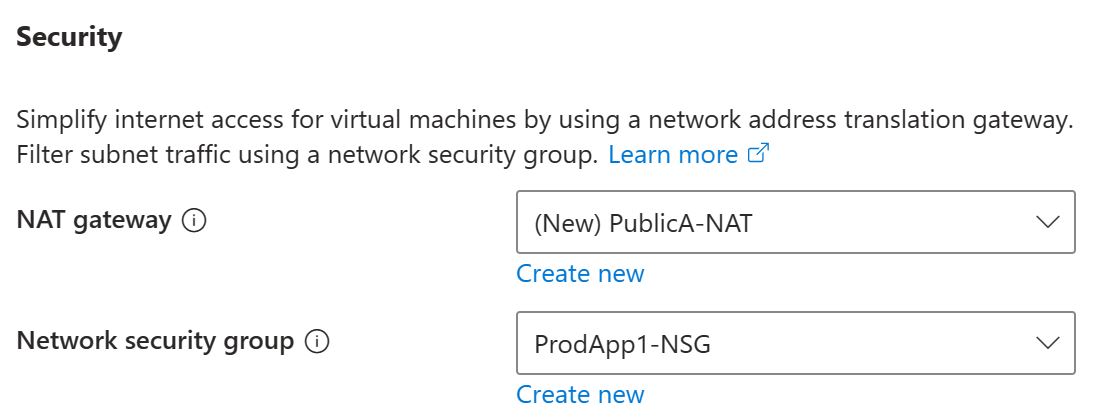 Security
Simplify internet access for virtual machines by using a network address translation gateway.
Filter subnet traffic using a network security group. Learn more
NAT gateway
(New) PublicA-NAT
Create new
Network security group
ProdApp1-NSG
Create new